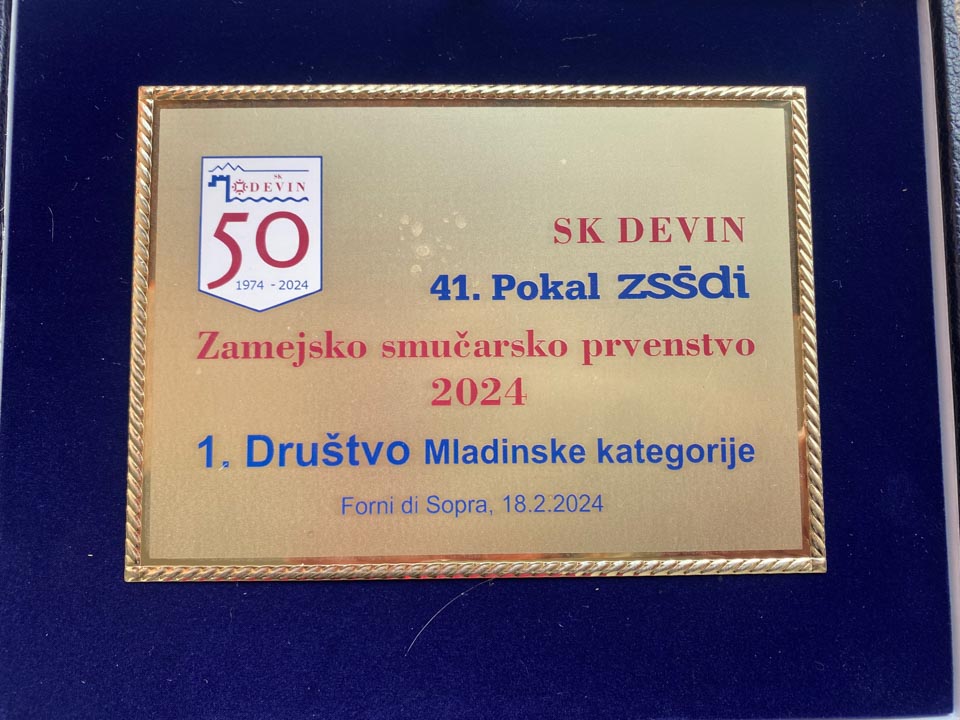 SK
DEVIN
50
1974 - 2024
SK DEVIN
41. Pokal zsšdi
Zamejsko smučarsko prvenstvo
2024
1. Društvo Mladinske kategorije
Forni di Sopra, 18.2.2024